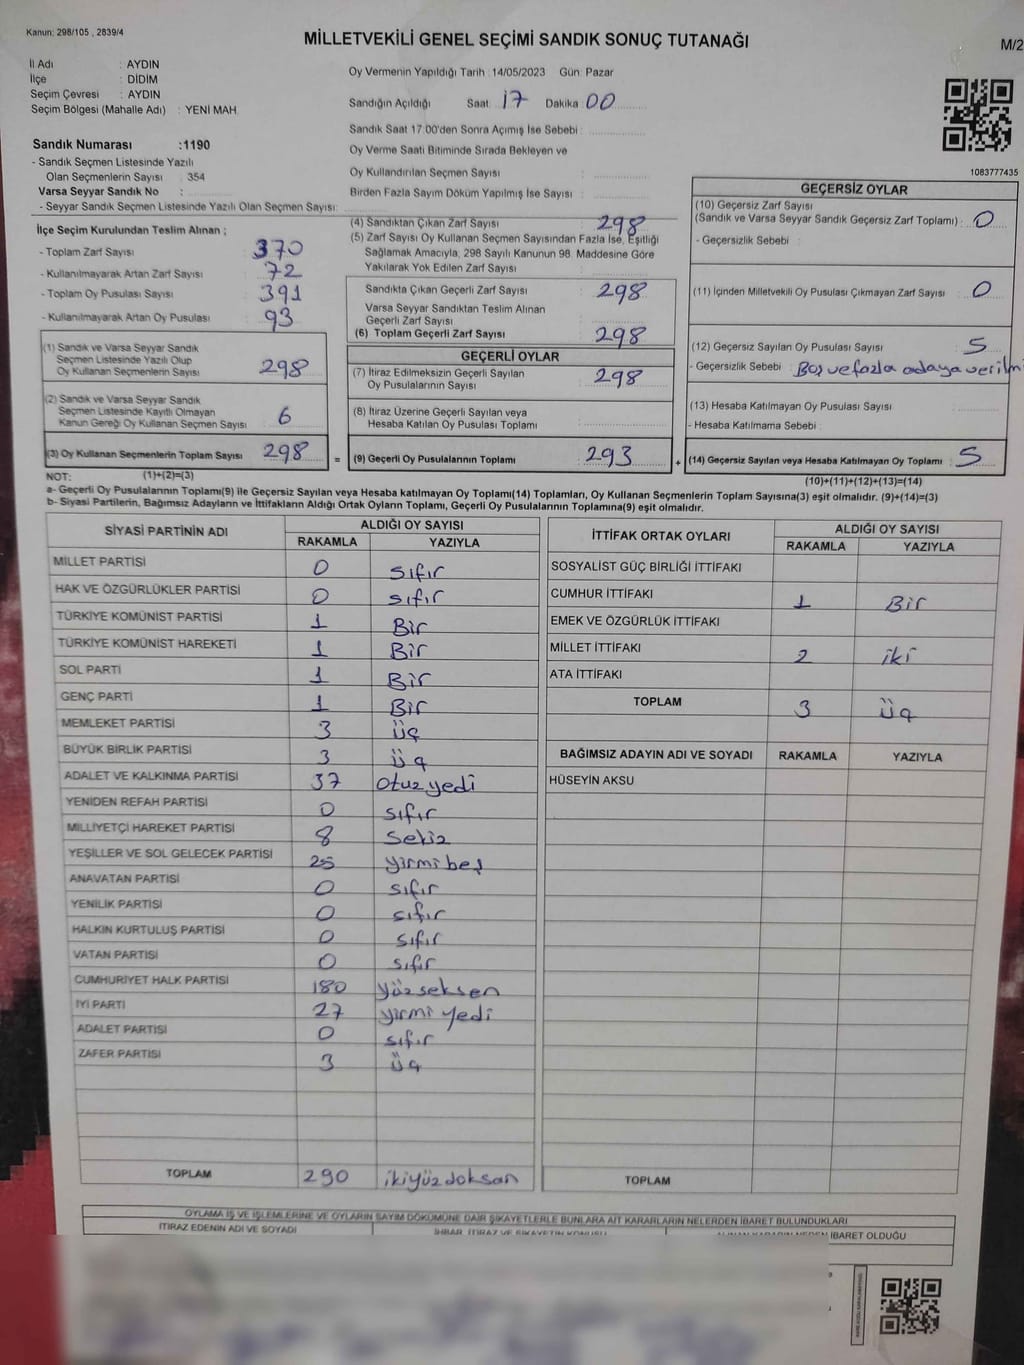 Kanun: 298/105 , 2839/4
MİLLETVEKİLİ GENEL SEÇİMİ SANDIK SONUÇ TUTANAĞI
M/2
İl Adı : AYDIN
İlçe : DİDİM
Seçim Çevresi : AYDIN
Seçim Bölgesi (Mahalle Adı) : YENİ MAH.
Oy Vermenin Yapıldığı Tarih :14/05/2023 Gün: Pazar
Sandığın Açıldığı Saat: 17 Dakika 00
Sandık Saat 17.00'den Sonra Açımış İse Sebebi :
Oy Verme Saati Bitiminde Sırada Bekleyen ve
Oy Kullandırılan Seçmen Sayısı :
Birden Fazla Sayım Döküm Yapılmış İse Sayısı :
Sandık Numarası :1190
- Sandık Seçmen Listesinde Yazılı
Olan Seçmenlerin Sayısı : 354
Varsa Seyyar Sandık No :
- Seyyar Sandık Seçmen Listesinde Yazılı Olan Seçmen Sayısı:
1083777435
İlçe Seçim Kurulundan Teslim Alınan ;
- Toplam Zarf Sayısı : 370
- Kullanılmayarak Artan Zarf Sayısı : 72
- Toplam Oy Pusulası Sayısı : 391
- Kullanılmayarak Artan Oy Pusulası : 93
(1) Sandık ve Varsa Seyyar Sandık
Seçmen Listesinde Yazılı Olup
Oy Kullanan Seçmenlerin Sayısı : 298
(2) Sandık ve Varsa Seyyar Sandık
Seçmen Listesinde Kayıtlı Olmayan
Kanun Gereği Oy Kullanan Seçmen Sayısı : 6
(3) Oy Kullanan Seçmenlerin Toplam Sayısı : 298
(1)+(2)=(3)
(4) Sandıktan Çıkan Zarf Sayısı : 298
(5) Zarf Sayısı Oy Kullanan Seçmen Sayısından Fazla İse, Eşitliği
Sağlamak Amacıyla; 298 Sayılı Kanunun 98. Maddesine Göre
Yakılarak Yok Edilen Zarf Sayısı :
Sandıkta Çıkan Geçerli Zarf Sayısı : 298
Varsa Seyyar Sandıktan Teslim Alınan
Geçerli Zarf Sayısı :
(6) Toplam Geçerli Zarf Sayısı : 298
GEÇERLİ OYLAR
(7) İtiraz Edilmeksizin Geçerli Sayılan
Oy Pusulalarının Sayısı : 298
(8) İtiraz Üzerine Geçerli Sayılan veya
Hesaba Katılan Oy Pusulaları Toplamı :
= (9) Geçerli Oy Pusulalarının Toplamı : 293
GEÇERSİZ OYLAR
(10) Geçersiz Zarf Sayısı
(Sandık ve Varsa Seyyar Sandık Geçersiz Zarf Toplamı) : 0
- Geçersizlik Sebebi :
(11) İçinden Milletvekili Oy Pusulası Çıkmayan Zarf Sayısı : 0
(12) Geçersiz Sayılan Oy Pusulası Sayısı : 5
- Geçersizlik Sebebi : Boş ve fazla adaya verilmi
(13) Hesaba Katılmayan Oy Pusulası Sayısı :
- Hesaba Katılmama Sebebi :
+ (14) Geçersiz Sayılan veya Hesaba Katılmayan Oy Toplamı : 5
(10)+(11)+(12)+(13)=(14)
NOT:
a- Geçerli Oy Pusulalarının Toplamı(9) ile Geçersiz Sayılan veya Hesaba katılmayan Oy Toplamı(14) Toplamları, Oy Kullanan Seçmenlerin Toplam Sayısına(3) eşit olmalıdır. (9)+(14)=(3)
b- Siyasi Partilerin, Bağımsız Adayların ve İttifakların Aldığı Ortak Oyların Toplamı, Geçerli Oy Pusulalarının Toplamına(9) eşit olmalıdır.
SİYASİ PARTİNİN ADI ALDIĞI OY SAYISI
RAKAMLA YAZIYLA
MİLLET PARTİSİ 0 sıfır
HAK VE ÖZGÜRLÜKLER PARTİSİ 0 sıfır
TÜRKİYE KOMÜNİST PARTİSİ 1 Bir
TÜRKİYE KOMÜNİST HAREKETİ 1 Bir
SOL PARTİ 1 Bir
GENÇ PARTİ 1 Bir
MEMLEKET PARTİSİ 3 üç
BÜYÜK BİRLİK PARTİSİ 3 üç
ADALET VE KALKINMA PARTİSİ 37 otuz yedi
YENİDEN REFAH PARTİSİ 0 sıfır
MİLLİYETÇİ HAREKET PARTİSİ 8 Sekiz
YEŞİLLER VE SOL GELECEK PARTİSİ 25 yirmi beş
ANAVATAN PARTİSİ 0 sıfır
YENİLİK PARTİSİ 0 sıfır
HALKIN KURTULUŞ PARTİSİ 0 sıfır
VATAN PARTİSİ 0 sıfır
CUMHURİYET HALK PARTİSİ 180 yüzseksen
İYİ PARTİ 27 yirmi yedi
ADALET PARTİSİ 0 sıfır
ZAFER PARTİSİ 3 üç
TOPLAM 290 ikiyüzdoksan
İTTİFAK ORTAK OYLARI ALDIĞI OY SAYISI
RAKAMLA YAZIYLA
SOSYALİST GÜÇ BİRLİĞİ İTTİFAKI
CUMHUR İTTİFAKI 1 Bir
EMEK VE ÖZGÜRLÜK İTTİFAKI
MİLLET İTTİFAKI 2 iki
ATA İTTİFAKI
TOPLAM 3 üç
BAĞIMSIZ ADAYIN ADI VE SOYADI RAKAMLA YAZIYLA
HÜSEYİN AKSU
TOPLAM
OYLAMA İŞ VE İŞLEMLERİNE VE OYLARIN SAYIM DÖKÜMÜNE DAİR ŞİKAYETLERLE BUNLARA AİT KARARLARIN NELERDEN İBARET BULUNDUKLARI
İTİRAZ EDENİN ADI VE SOYADI
İHBAR, İTİRAZ VE ŞİKAYETİN KONUSU
İBARET OLDUĞU